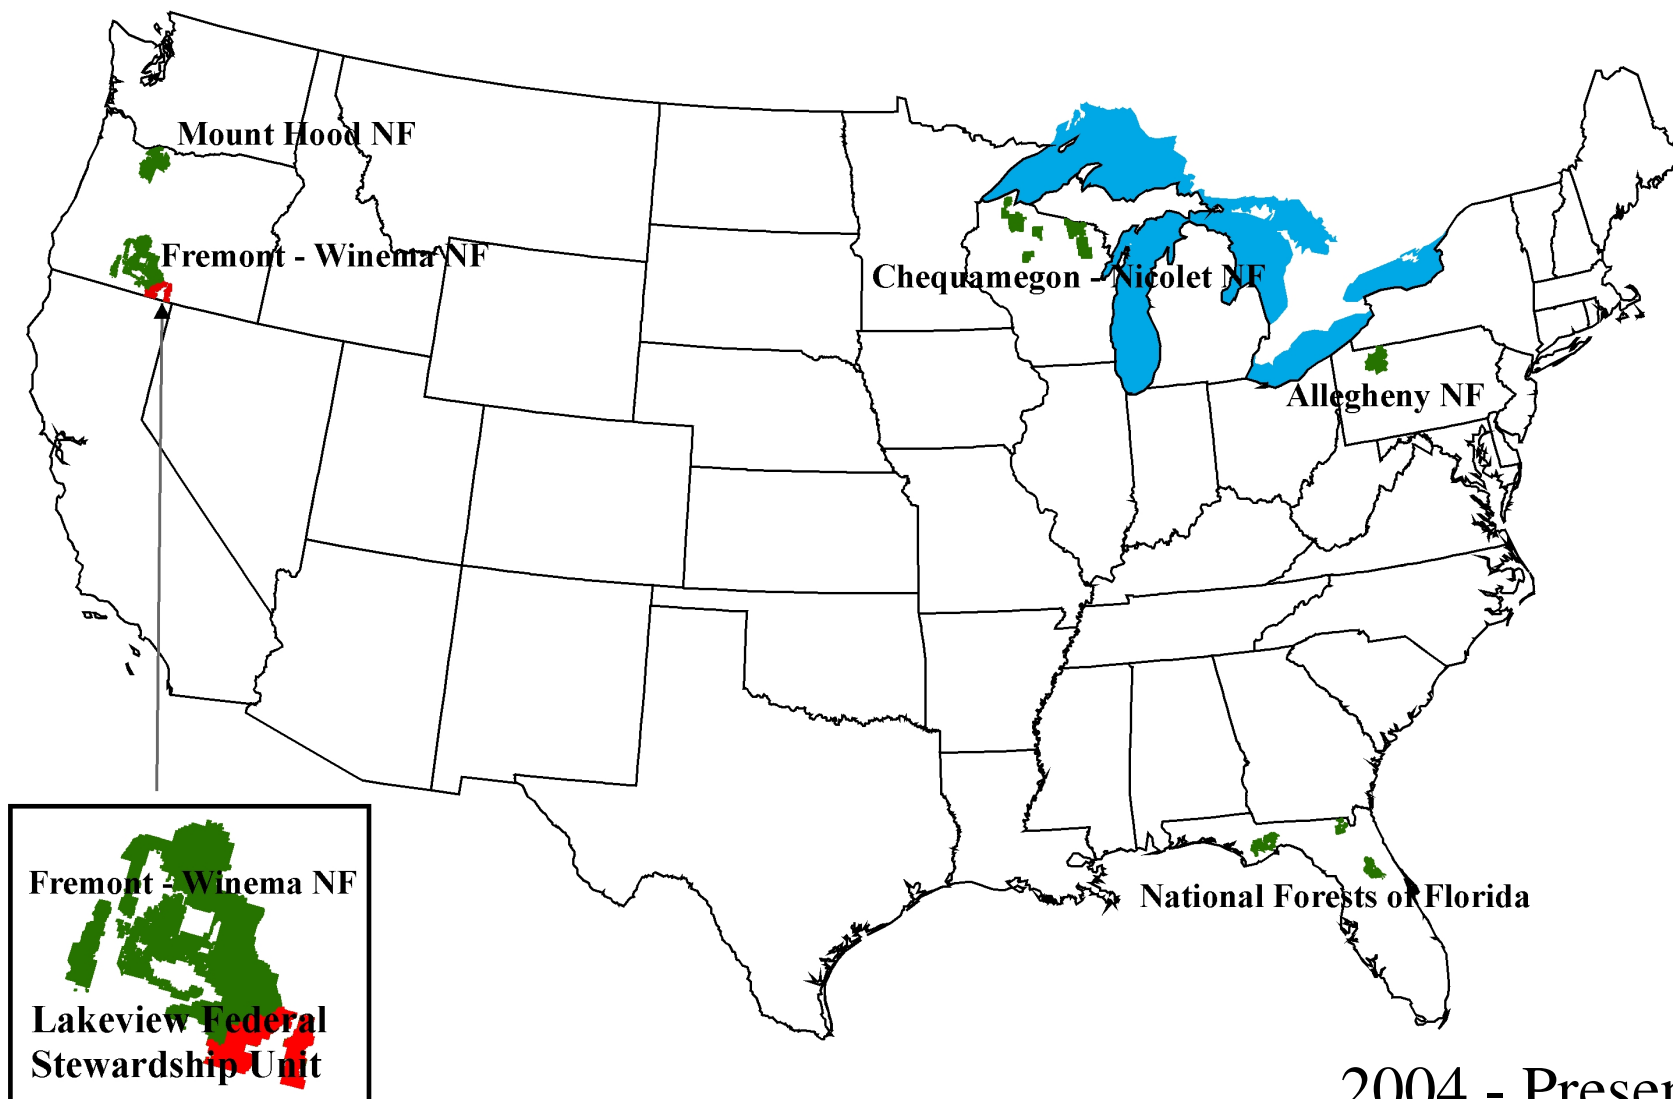 Mount Hood NF
Fremont - Winema NF
Chequamegon - Nicolet NF
Allegheny NF
National Forests of Florida
Fremont - Winema NF
Lakeview Federal
Stewardship Unit
2004 - Presen